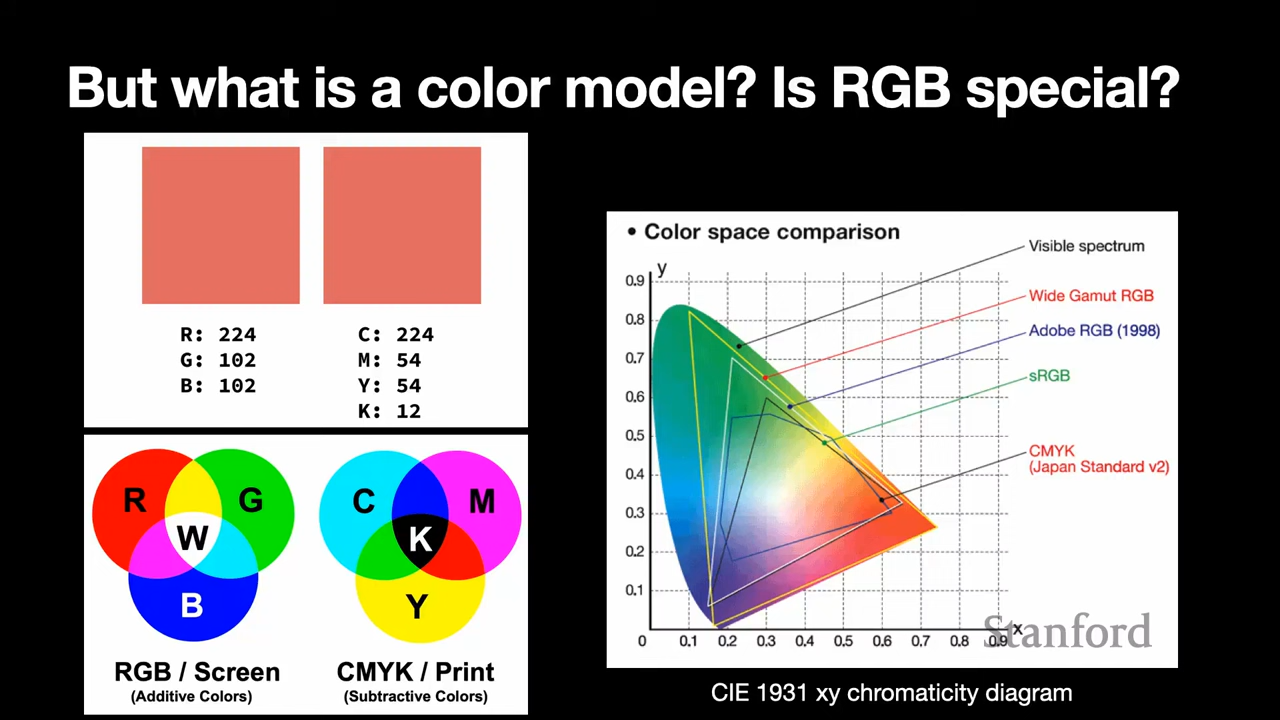 But what is a color model? Is RGB special?
R: 224
G: 102
B: 102
C: 224
M: 54
Y: 54
K: 12
R
G
W
B
RGB / Screen
(Additive Colors)
C
M
K
Y
CMYK / Print
(Subtractive Colors)
• Color space comparison
Visible spectrum
Wide Gamut RGB
Adobe RGB (1998)
sRGB
CMYK
(Japan Standard v2)
y
0.9
0.8
0.7
0.6
0.5
0.4
0.3
0.2
0.1
0 0.1 0.2 0.3 0.4 0.5 0.6 0.7 0.8 0.9 x
Stanford
CIE 1931 xy chromaticity diagram